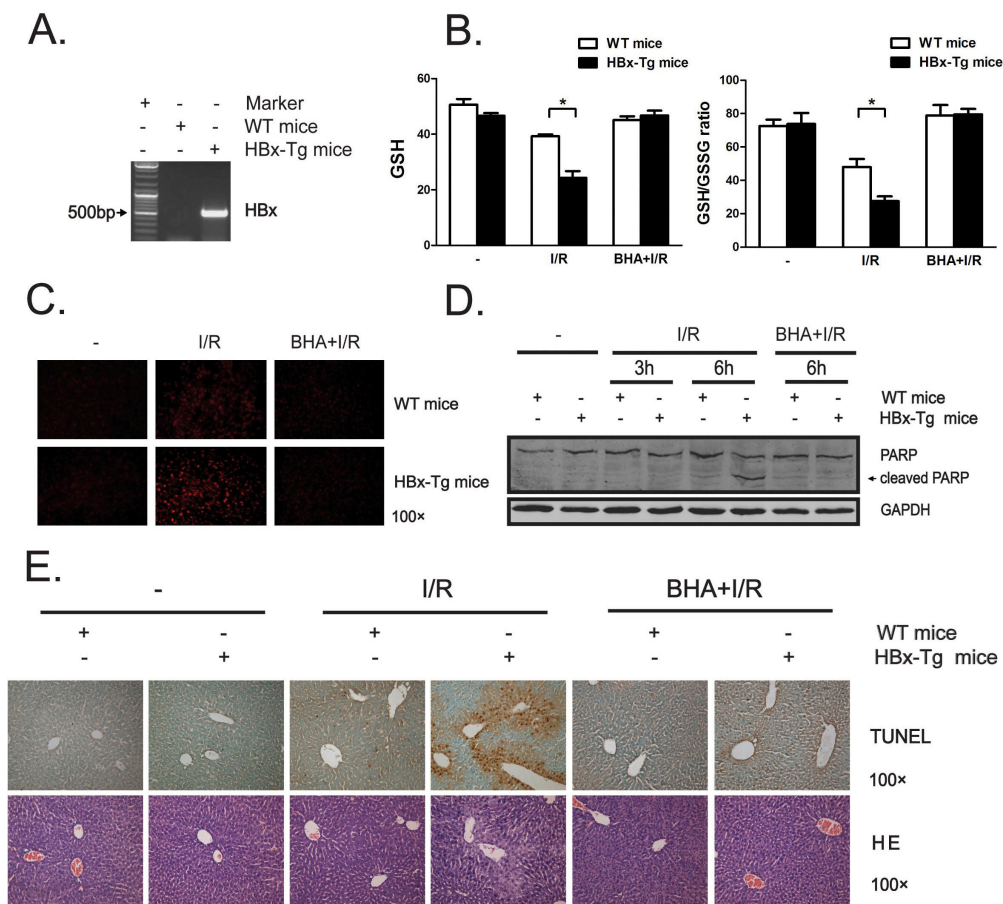 A.
+ - - Marker
- + - WT mice
- - + HBx-Tg mice
500bp
HBx
B.
WT mice
HBx-Tg mice
GSH
60
40
20
0
- I/R BHA+I/R
*
WT mice
HBx-Tg mice
GSH/GSSG ratio
100
80
60
40
20
0
- I/R BHA+I/R
*
C.
- I/R BHA+I/R
WT mice
HBx-Tg mice
100×
D.
- I/R BHA+I/R
3h 6h 6h
+ - + - + - + - WT mice
- + - + - + - + HBx-Tg mice
PARP
cleaved PARP
GAPDH
E.
- I/R BHA+I/R
+ - + - + - WT mice
- + - + - + HBx-Tg mice
TUNEL
100×
HE
100×